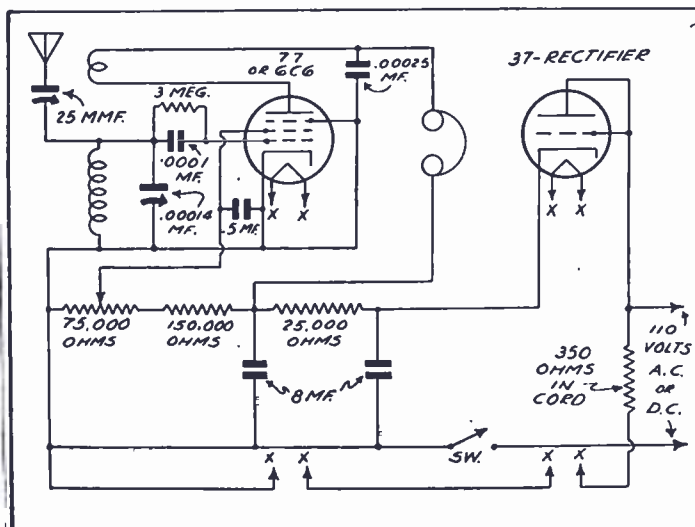 77
OR 6C6
.00025
MF.
37-RECTIFIER
3 MEG.
25 MMF.
.0001
MF.
.00014
MF.
.5 MF.
X X
X X
75,000
OHMS
150,000
OHMS
25,000
OHMS
8 MF.
350
OHMS
IN
CORD
110
VOLTS
A.C.
OR
D.C.
X X
SW.
X X